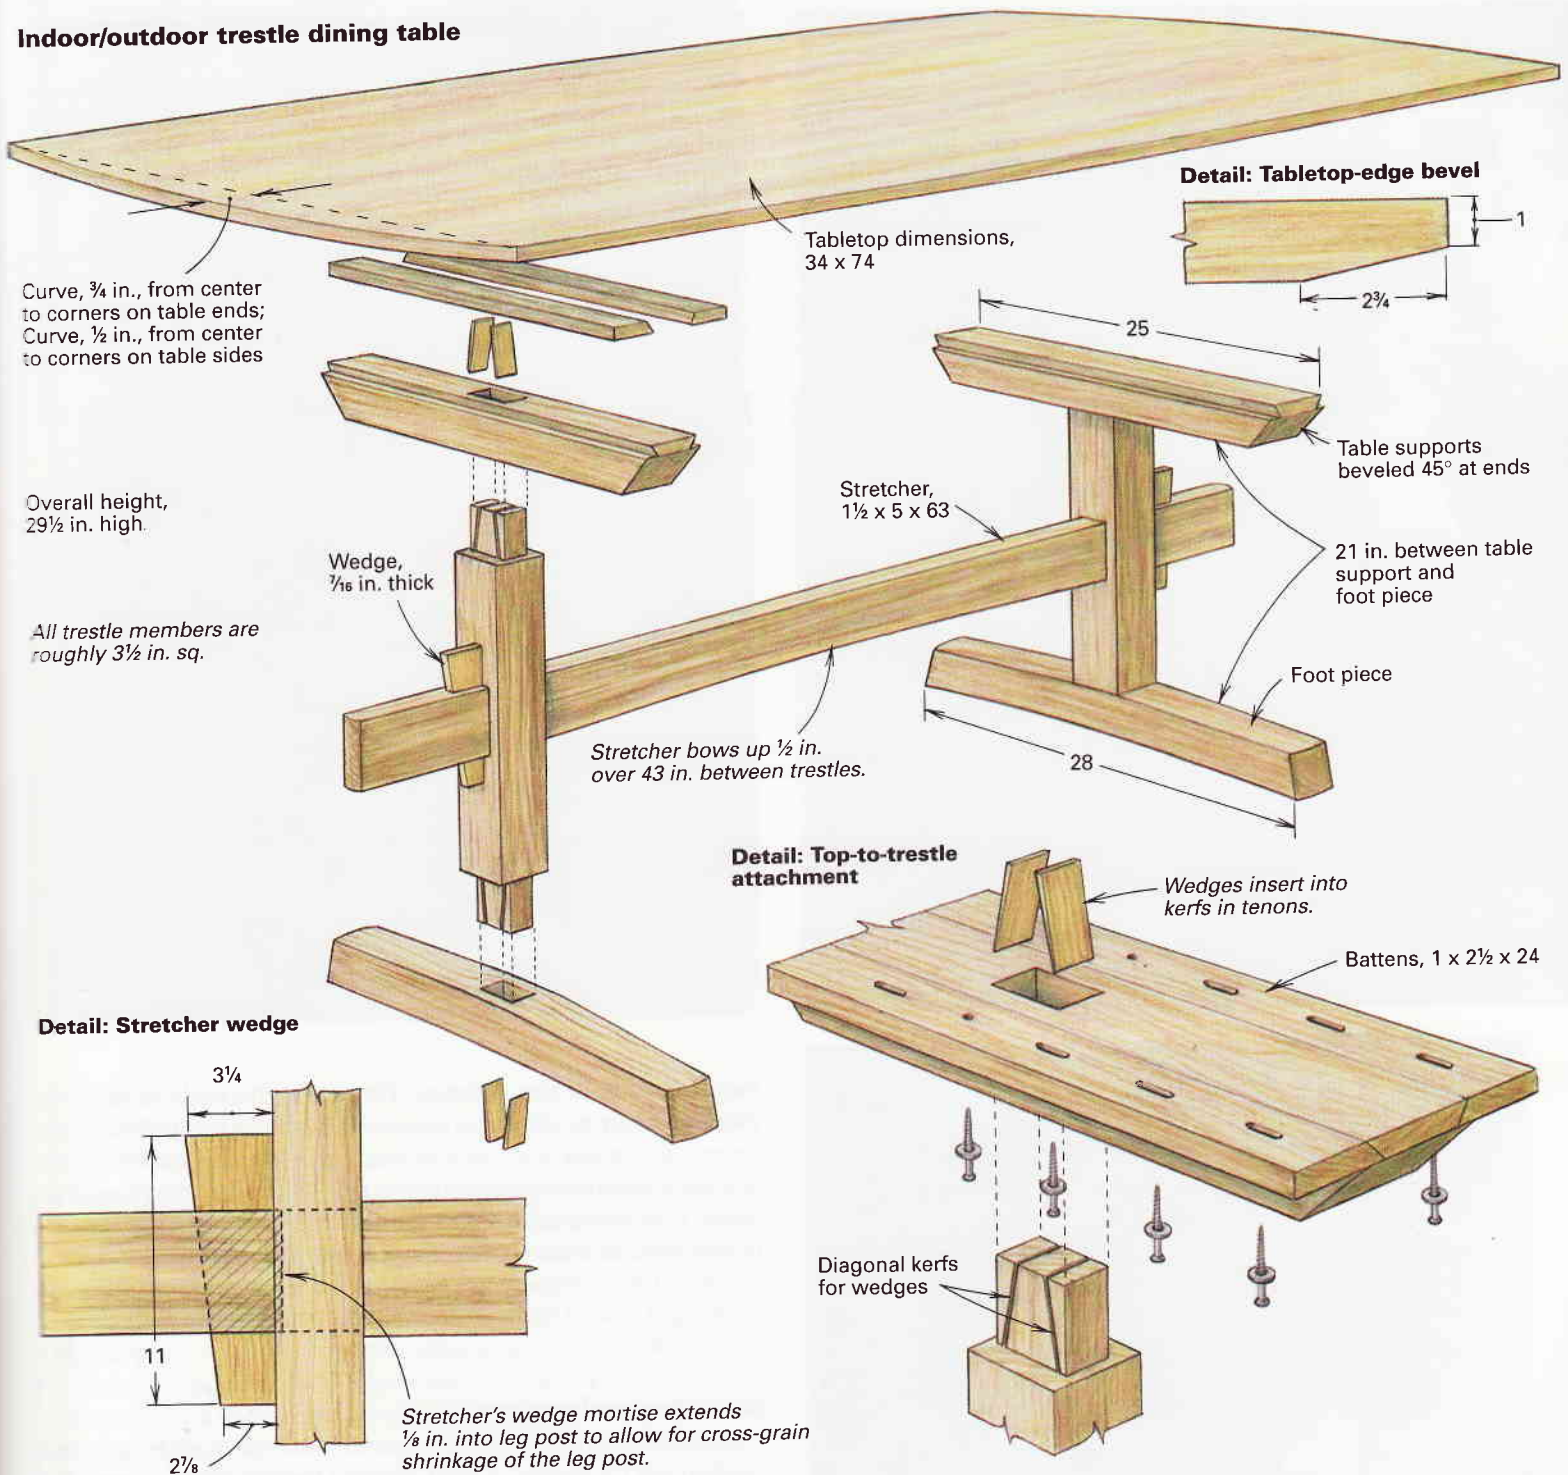 Indoor/outdoor trestle dining table
Detail: Tabletop-edge bevel
1
2¾
Tabletop dimensions,
34 x 74
Curve, ¾ in., from center
to corners on table ends;
Curve, ½ in., from center
to corners on table sides
25
Table supports
beveled 45° at ends
Overall height,
29½ in. high.
Stretcher,
1½ x 5 x 63
Wedge,
7/16 in. thick
21 in. between table
support and
foot piece
All trestle members are
roughly 3½ in. sq.
Foot piece
Stretcher bows up ½ in.
over 43 in. between trestles.
28
Detail: Top-to-trestle
attachment
Wedges insert into
kerfs in tenons.
Battens, 1 x 2½ x 24
Detail: Stretcher wedge
3¼
11
2⅞
Stretcher's wedge mortise extends
⅛ in. into leg post to allow for cross-grain
shrinkage of the leg post.
Diagonal kerfs
for wedges